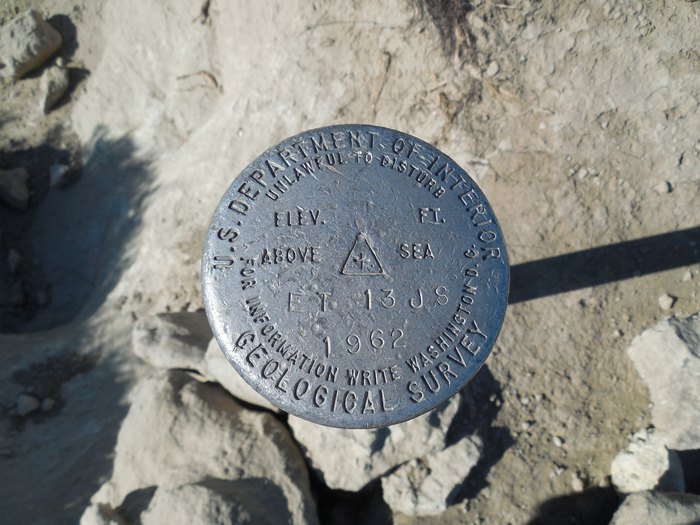 U.S. DEPARTMENT OF INTERIOR
UNLAWFUL TO DISTURB
ELEV. FT.
ABOVE SEA
ET 13 JS
1962
FOR INFORMATION WRITE WASHINGTON D.C.
GEOLOGICAL SURVEY